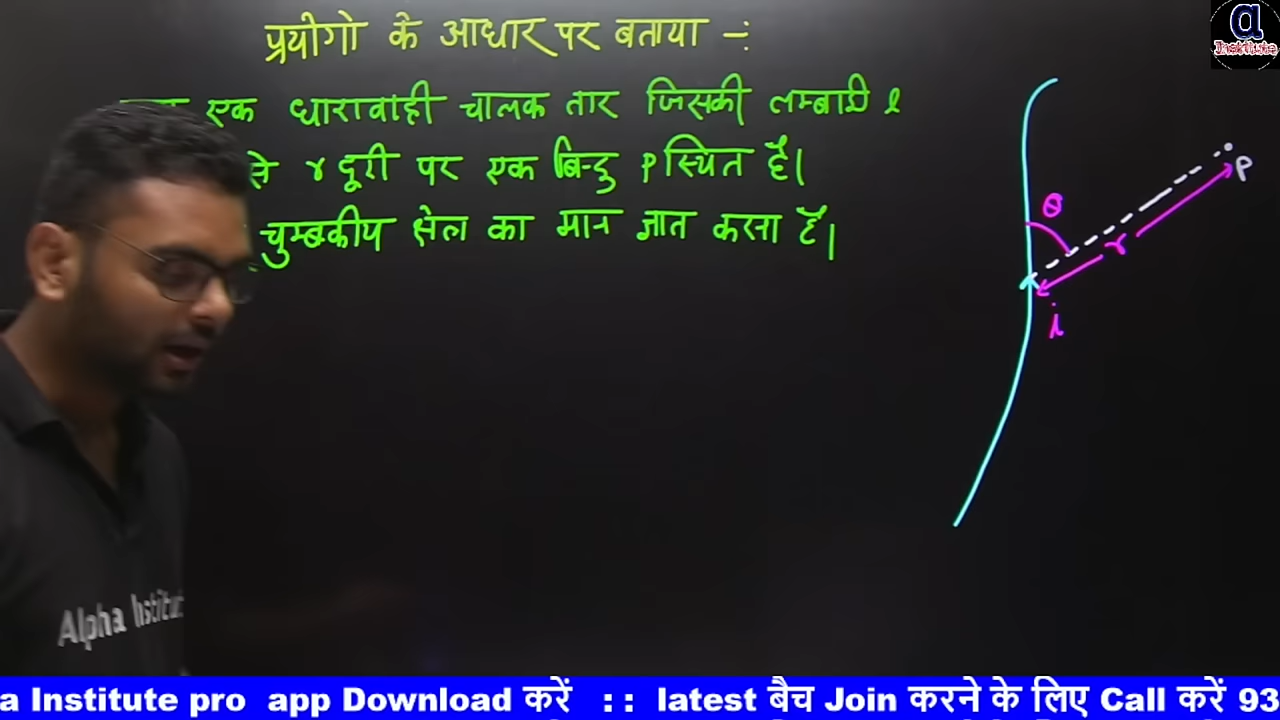 प्रयोगो के आधार पर बताया -:
एक धारावाही चालक तार जिसकी लम्बाई l
से r दूरी पर एक बिन्दु P स्थित है।
चुम्बकीय क्षेत्र का मान ज्ञात करना है।
a
Institute
θ
P
r
i
Alpha Institut
a Institute pro app Download करें :: latest बैच Join करने के लिए Call करें 93